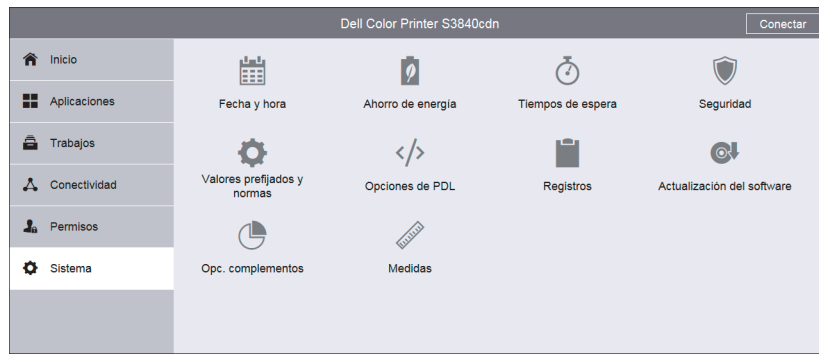 Dell Color Printer S3840cdn
Conectar
Inicio
Aplicaciones
Trabajos
Conectividad
Permisos
Sistema
Fecha y hora
Ahorro de energía
Tiempos de espera
Seguridad
Valores prefijados y
normas
Opciones de PDL
Registros
Actualización del software
Opc. complementos
Medidas